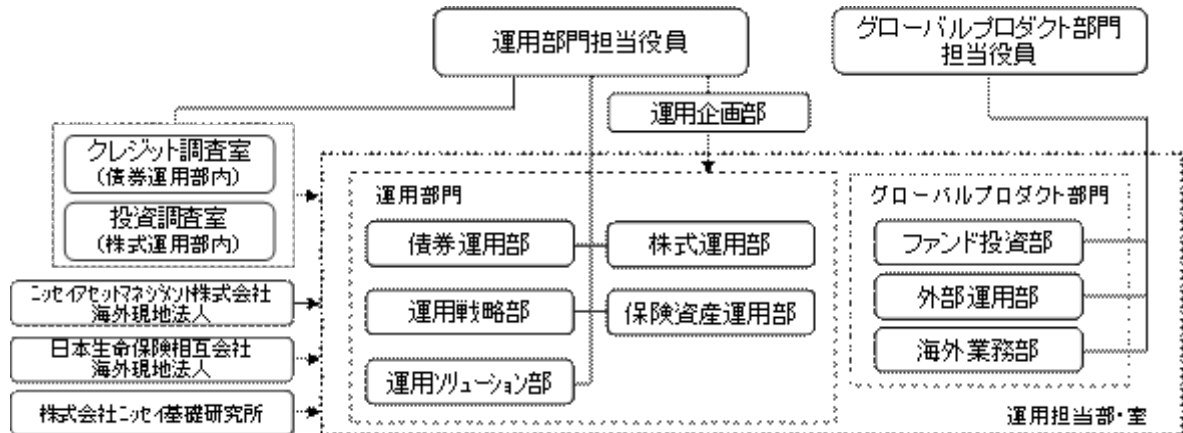 運用部門担当役員
グローバルプロダクト部門
担当役員
運用企画部
クレジット調査室
(債券運用部内)
投資調査室
(株式運用部内)
運用部門
グローバルプロダクト部門
債券運用部
株式運用部
ファンド投資部
ニッセイアセットマネジメント株式会社
海外現地法人
運用戦略部
保険資産運用部
外部運用部
日本生命保険相互会社
海外現地法人
海外業務部
運用ソリューション部
株式会社ニッセイ基礎研究所
運用担当部・室